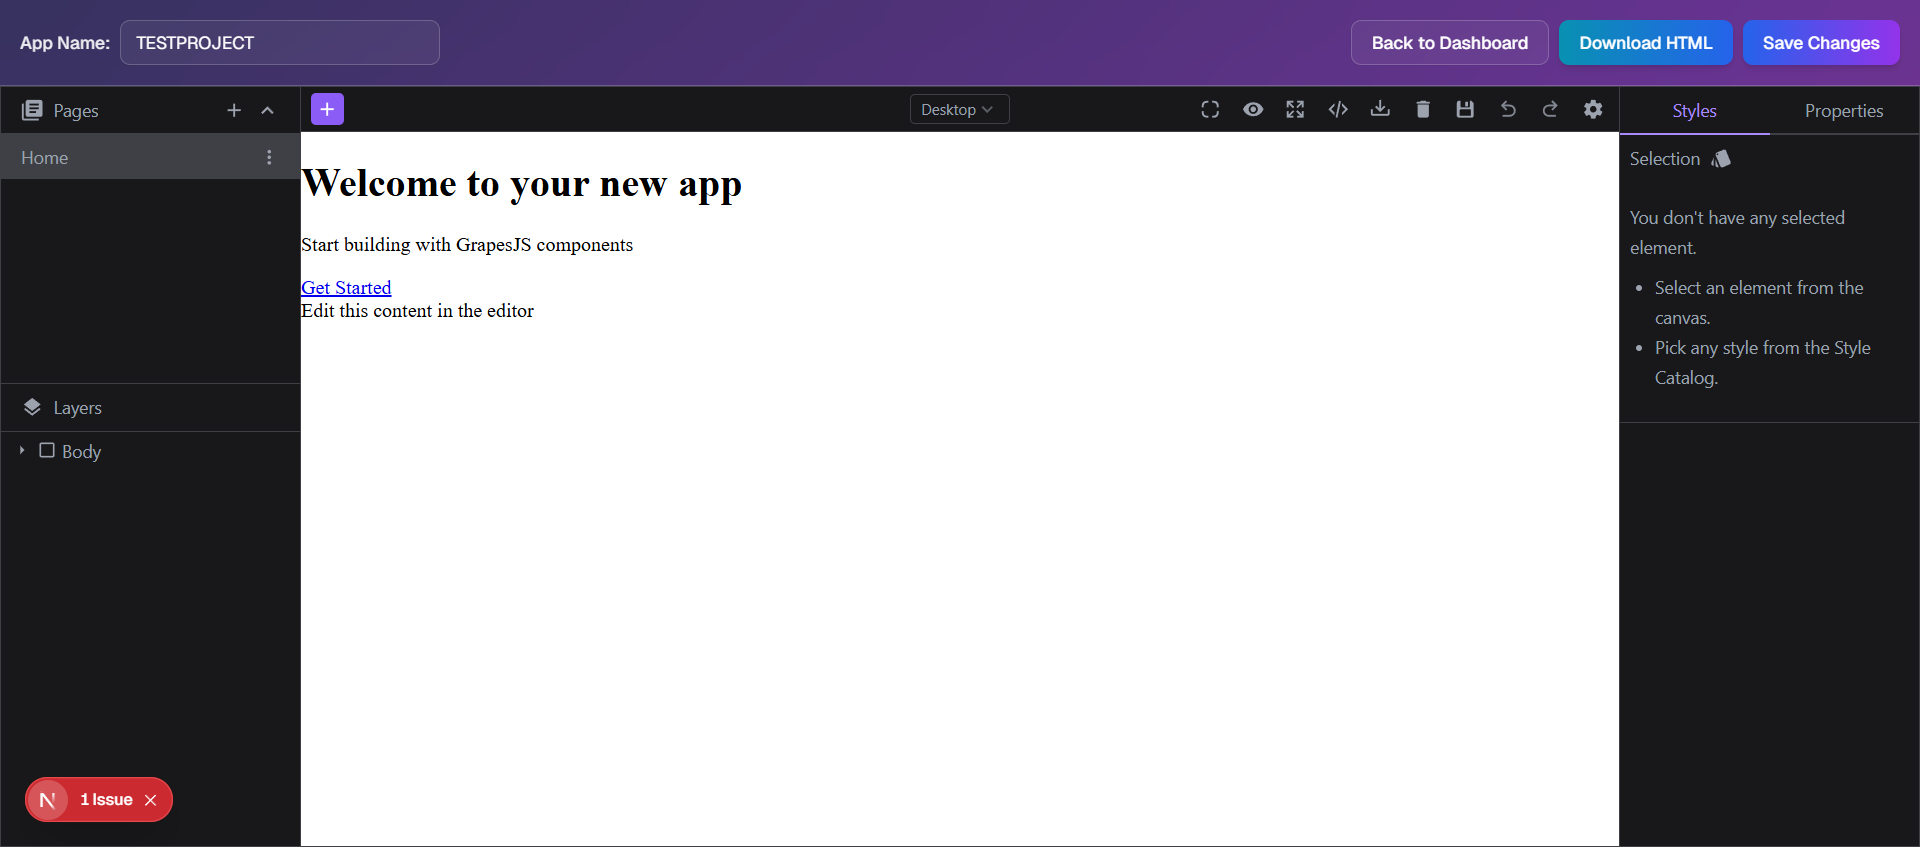 App Name:
TESTPROJECT
Back to Dashboard
Download HTML
Save Changes
Pages
Home
Layers
Body
N
1 Issue
Desktop
Welcome to your new app
Start building with GrapesJS components
Get Started
Edit this content in the editor
Styles
Properties
Selection
You don't have any selected
element.
Select an element from the
canvas.
Pick any style from the Style
Catalog.